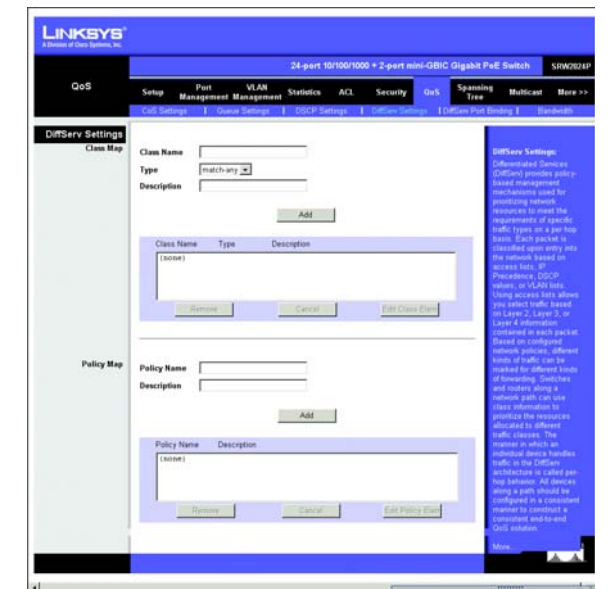 LINKSYS®
A Division of Cisco Systems, Inc.
24-port 10/100/1000 + 2-port mini-GBIC Gigabit PoE Switch
SRW2024P
QoS
Setup
Port Management
VLAN Management
Statistics
ACL
Security
QoS
Spanning Tree
Multicast
More >>
CoS Settings | Queue Settings | DSCP Settings | DiffServ Settings | DiffServ Port Binding | Bandwidth
DiffServ Settings
Class Map
Class Name
Type
match-any
Description
Add
Class Name Type Description
(none)
Remove
Cancel
Edit Class Elem
Policy Map
Policy Name
Description
Add
Policy Name Description
(none)
Remove
Cancel
Edit Policy Elem
DiffServ Settings:
Differentiated Services
(DiffServ) provides policy-
based management
mechanisms used for
prioritizing network
resources to meet the
requirements of specific
traffic types on a per hop
basis. Each packet is
classified upon entry into
the network based on
access lists, IP
Precedence, DSCP
values, or VLAN lists.
Using access lists allows
you select traffic based
on Layer 2, Layer 3, or
Layer 4 information
contained in each packet.
Based on configured
network policies, different
kinds of traffic can be
marked for different kinds
of forwarding. Switches
and routers along a
network path can use
class information to
prioritize the resources
allocated to different
traffic classes. The
manner in which an
individual device handles
traffic in the DiffServ
architecture is called per-
hop behavior. All devices
along a path should be
configured in a consistent
manner to construct a
consistent end-to-end
QoS solution.
More...